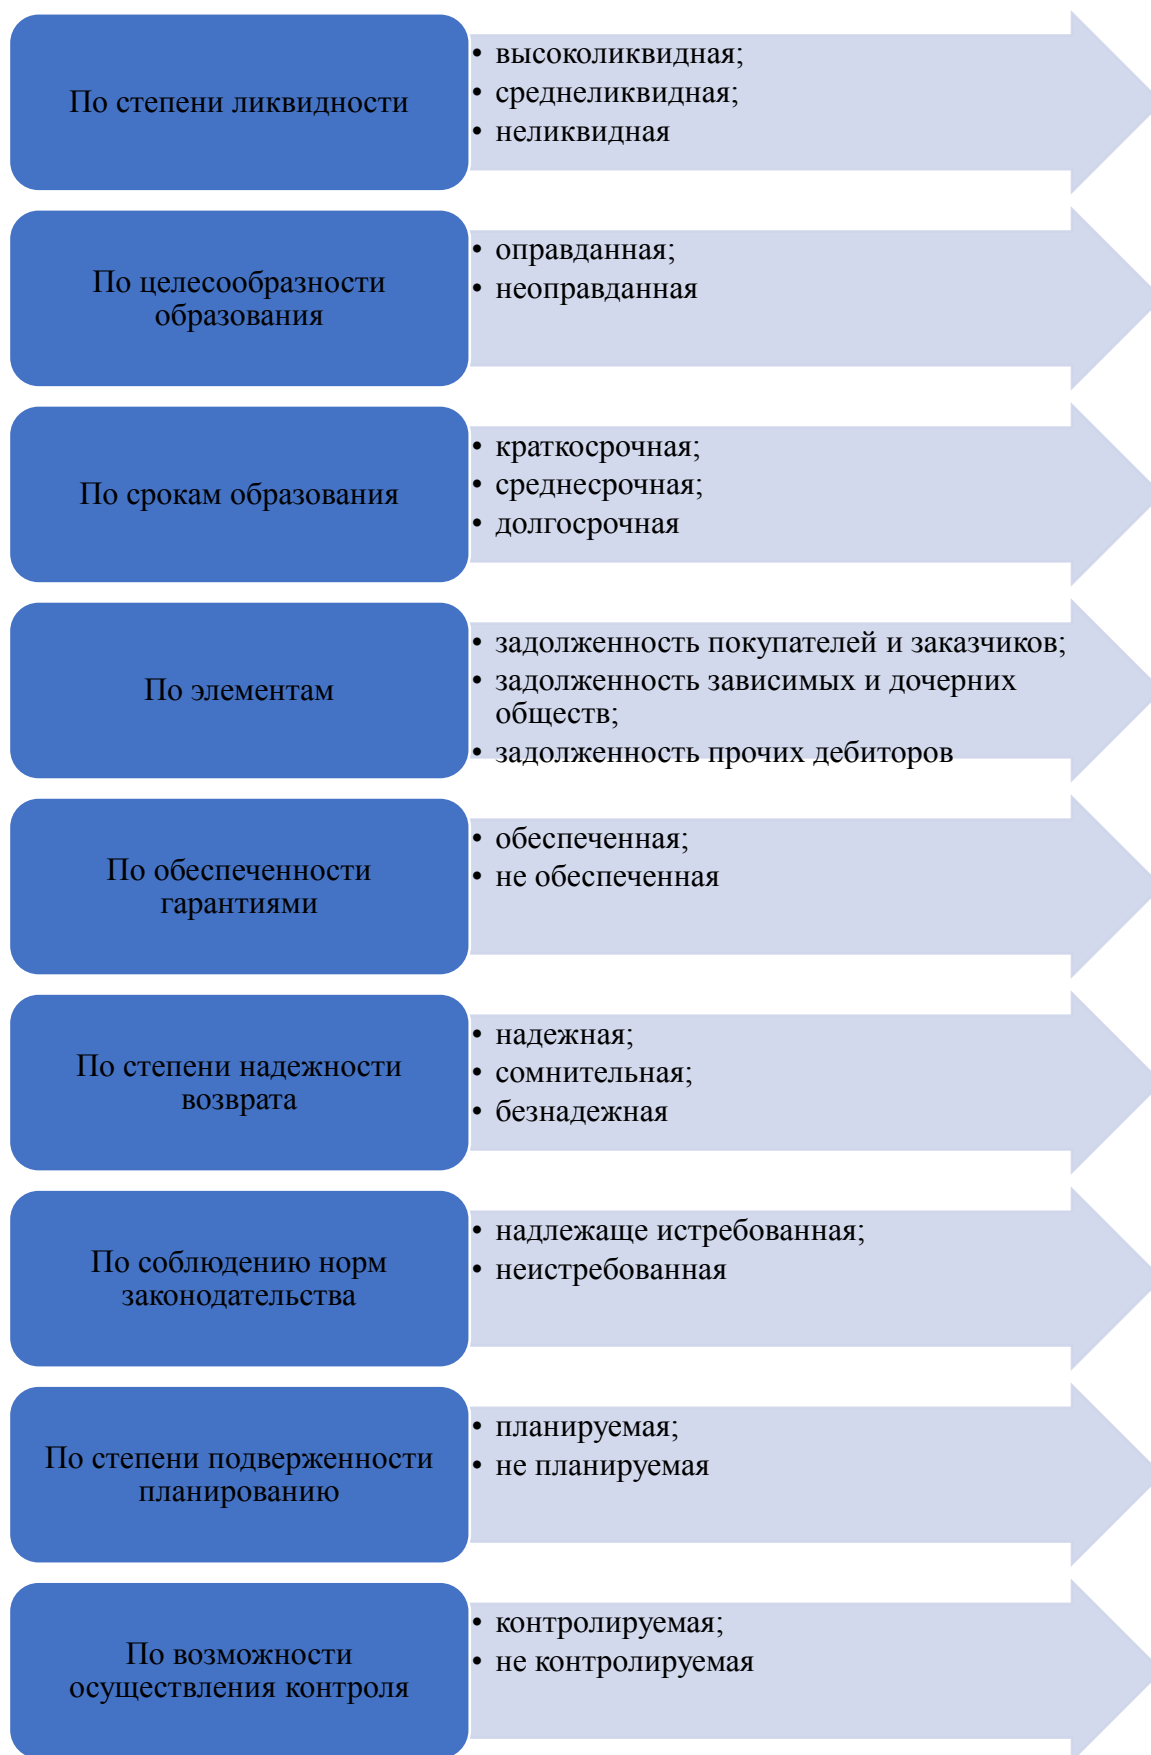 По степени ликвидности
• высоколиквидная;
• среднеликвидная;
• неликвидная
По целесообразности
образования
• оправданная;
• неоправданная
По срокам образования
• краткосрочная;
• среднесрочная;
• долгосрочная
По элементам
• задолженность покупателей и заказчиков;
• задолженность зависимых и дочерних
обществ;
• задолженность прочих дебиторов
По обеспеченности
гарантиями
• обеспеченная;
• не обеспеченная
По степени надежности
возврата
• надежная;
• сомнительная;
• безнадежная
По соблюдению норм
законодательства
• надлежаще истребованная;
• неистребованная
По степени подверженности
планированию
• планируемая;
• не планируемая
По возможности
осуществления контроля
• контролируемая;
• не контролируемая